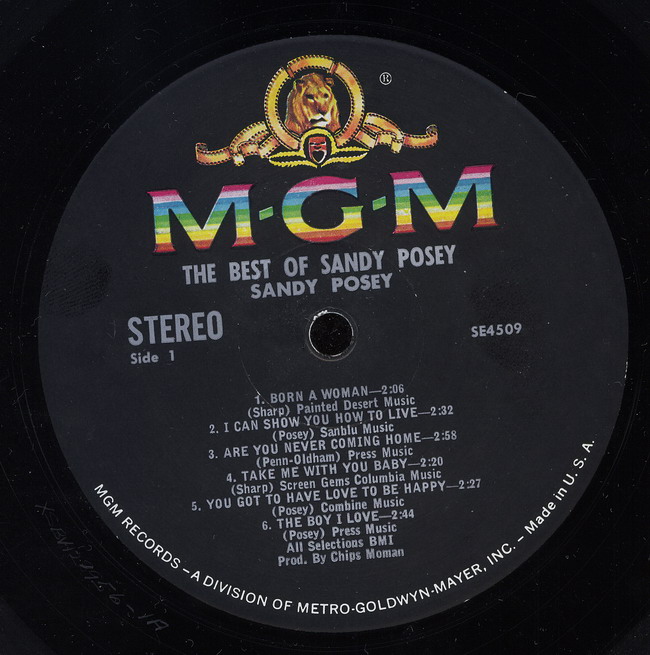 ®
M-G-M
THE BEST OF SANDY POSEY
SANDY POSEY
STEREO
Side 1
SE4509
1. BORN A WOMAN—2:06
(Sharp) Painted Desert Music
2. I CAN SHOW YOU HOW TO LIVE—2:32
(Posey) Sanblu Music
3. ARE YOU NEVER COMING HOME—2:58
(Penn-Oldham) Press Music
4. TAKE ME WITH YOU BABY—2:20
(Sharp) Screen Gems Columbia Music
5. YOU GOT TO HAVE LOVE TO BE HAPPY—2:27
(Posey) Combine Music
6. THE BOY I LOVE—2:44
(Posey) Press Music
All Selections BMI
Prod. By Chips Moman
MGM RECORDS – A DIVISION OF METRO-GOLDWYN-MAYER, INC. – Made in U. S. A.